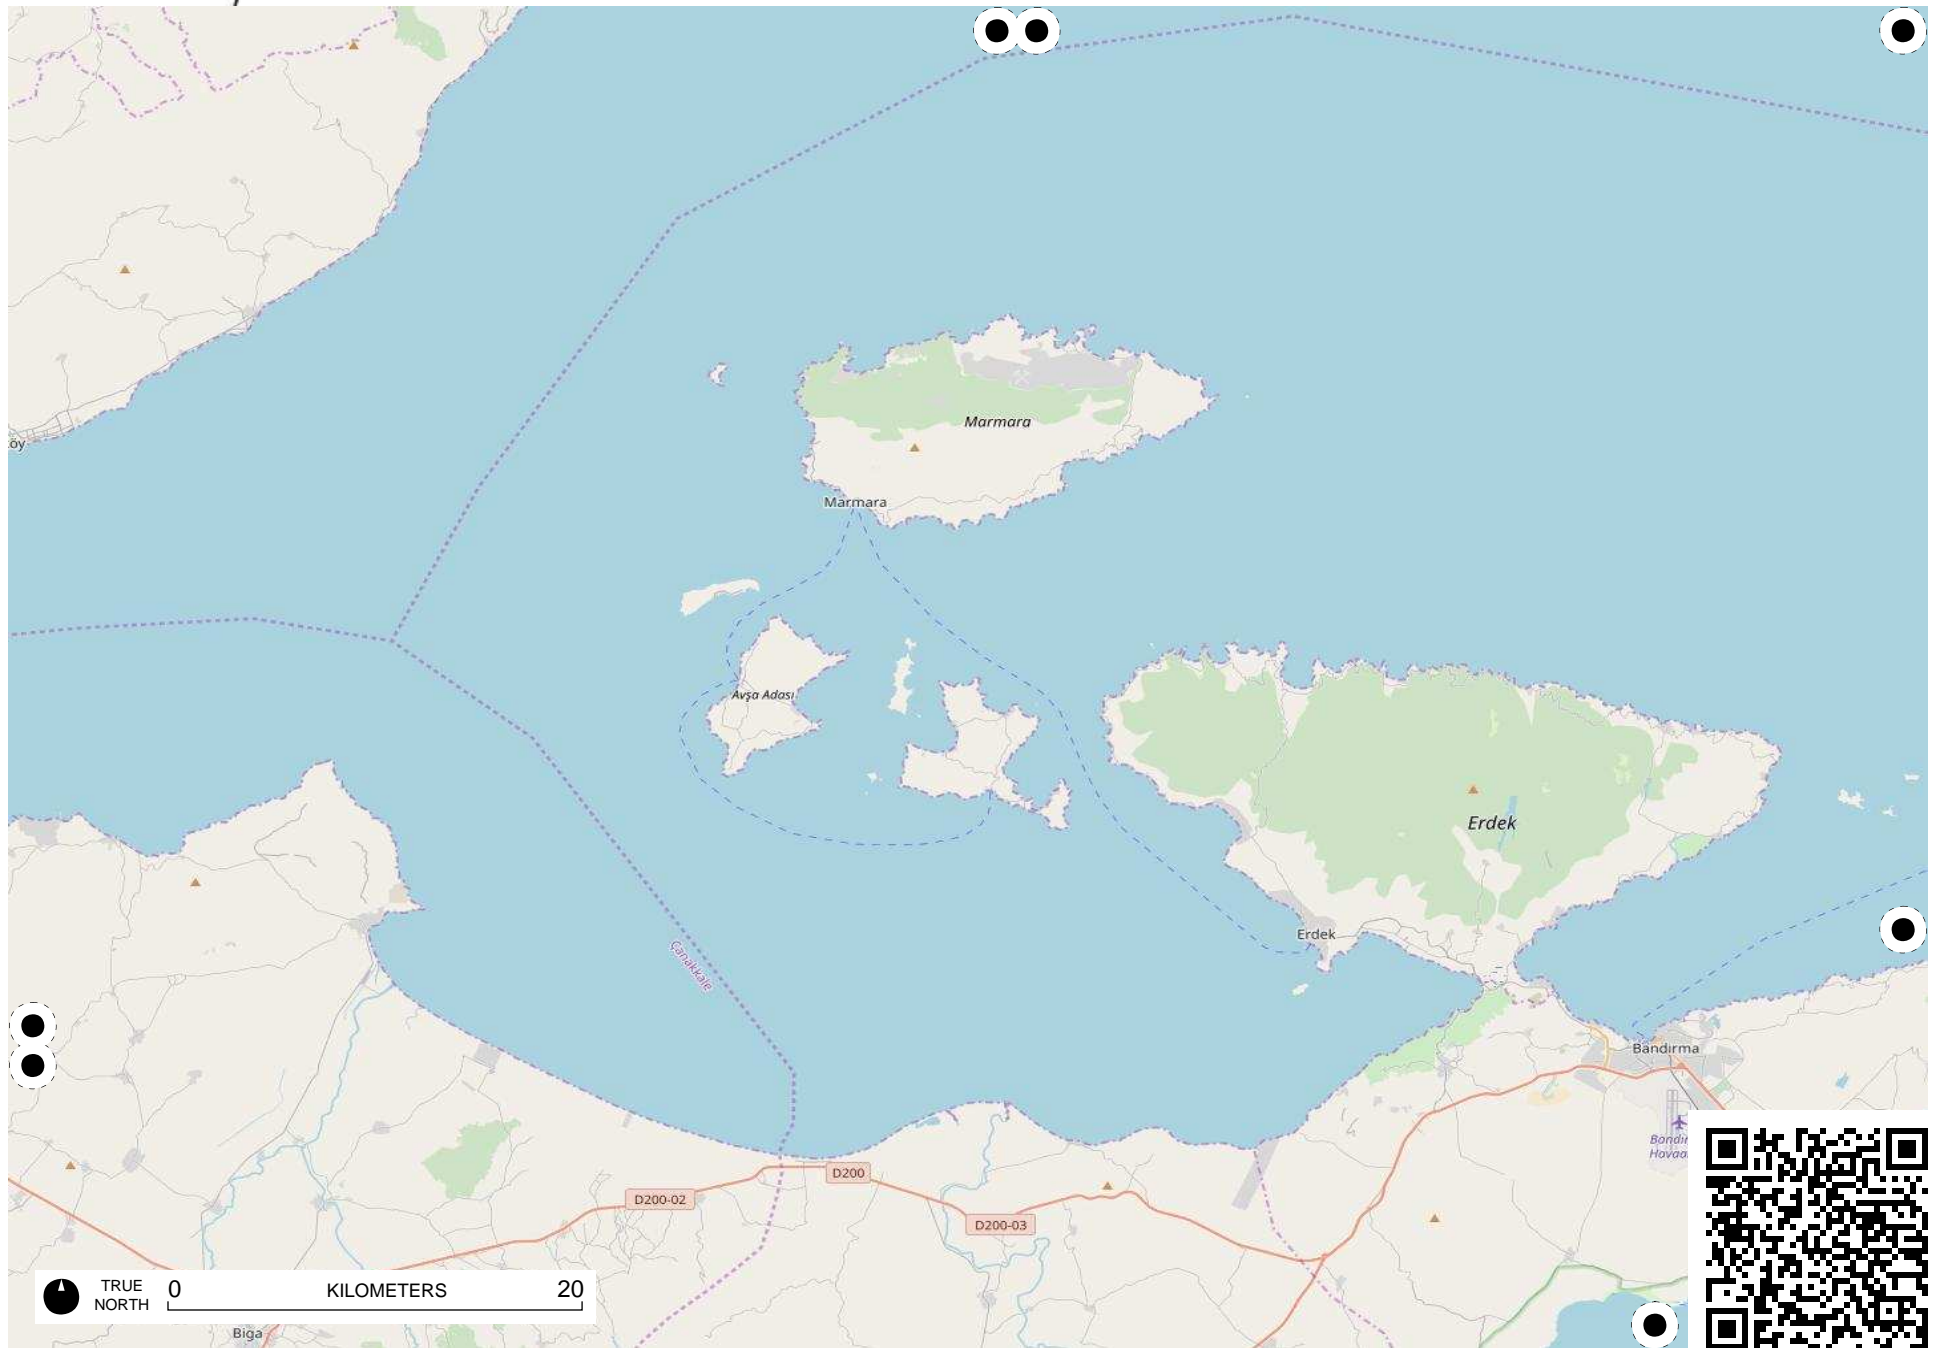 öy
Marmara
Marmara
Avşa Adası
Erdek
Erdek
Çanakkale
Bandırma
D200
D200-02
D200-03
TRUE
NORTH
0
KILOMETERS
20
Biga